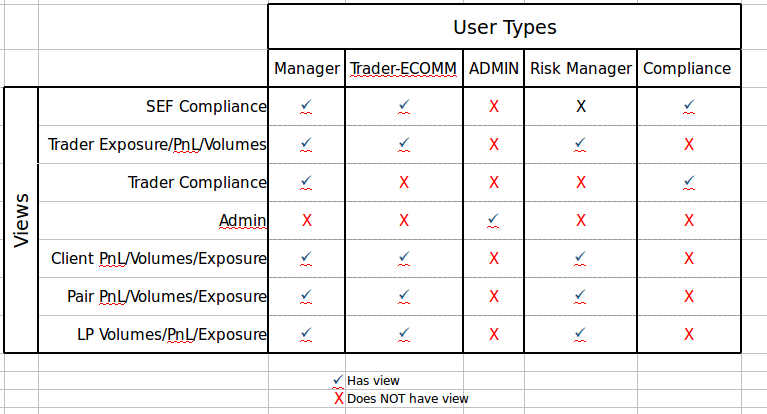 User Types
Manager Trader-ECOMM ADMIN Risk Manager Compliance
Views
SEF Compliance ✓ ✓ X X ✓
Trader Exposure/PnL/Volumes ✓ ✓ X ✓ X
Trader Compliance ✓ X X X ✓
Admin X X ✓ X X
Client PnL/Volumes/Exposure ✓ ✓ X ✓ X
Pair PnL/Volumes/Exposure ✓ ✓ X ✓ X
LP Volumes/PnL/Exposure ✓ ✓ X ✓ X
✓ Has view
X Does NOT have view